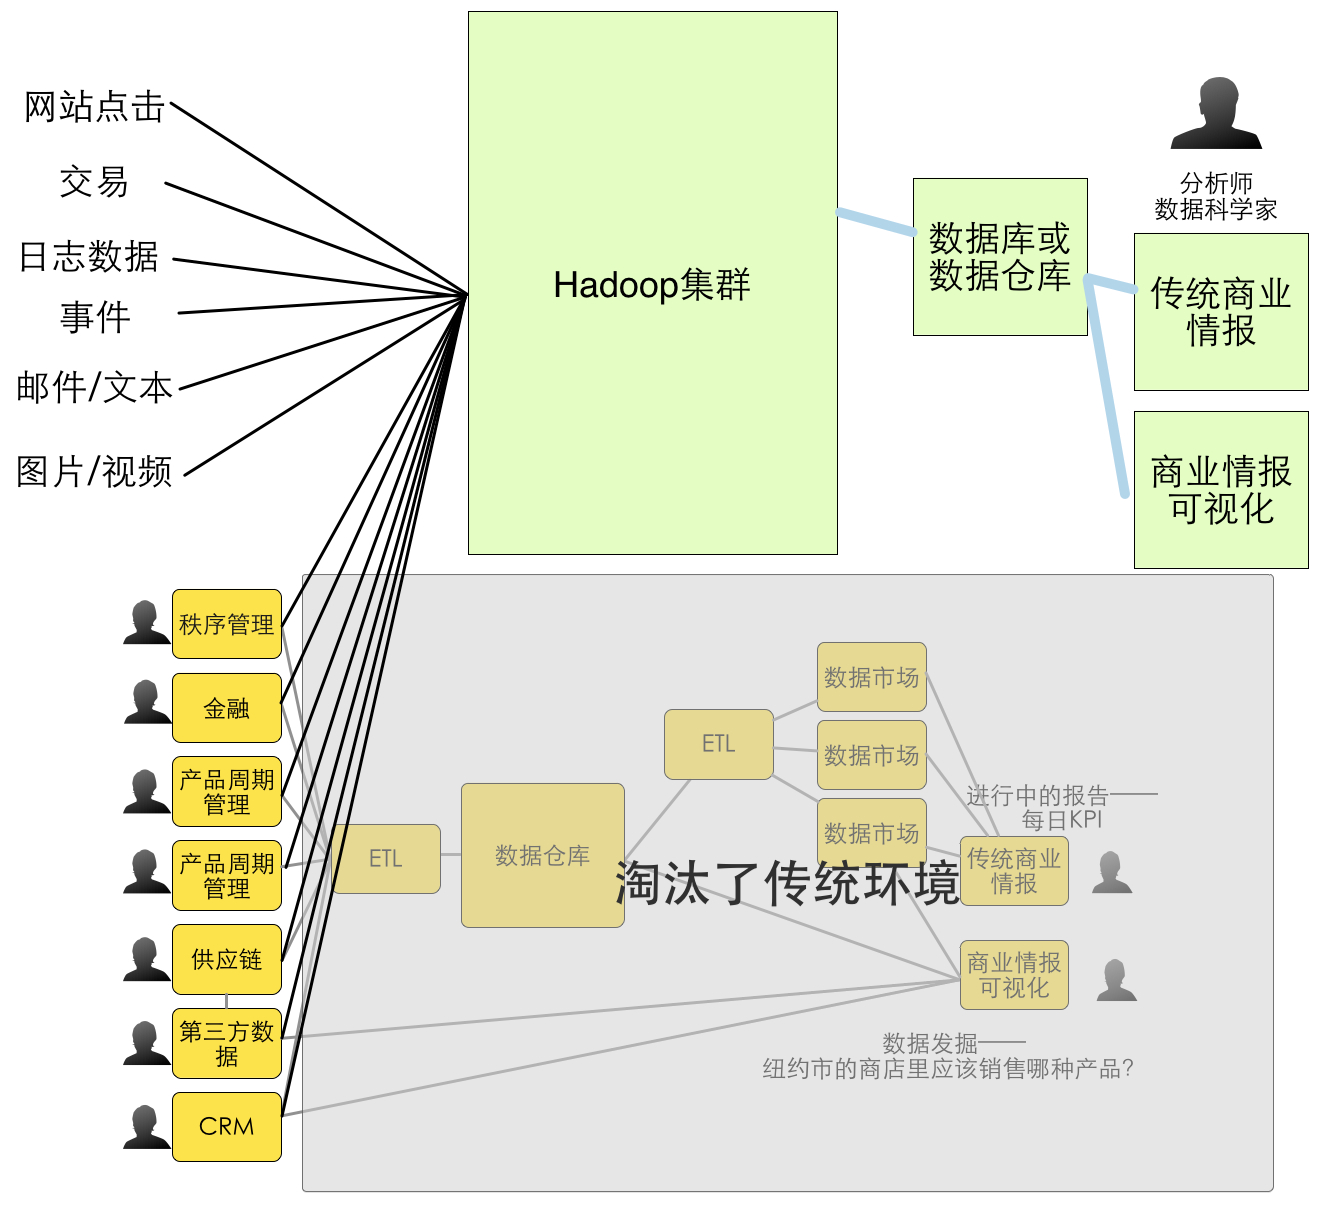 网站点击
交易
日志数据
事件
邮件/文本
图片/视频
Hadoop集群
数据库或
数据仓库
分析师
数据科学家
传统商业
情报
商业情报
可视化
秩序管理
金融
产品周期
管理
产品周期
管理
供应链
第三方数
据
CRM
ETL
数据仓库
ETL
数据市场
数据市场
数据市场
淘汰了传统环境
进行中的报告——
每日KPI
传统商业
情报
商业情报
可视化
数据发掘——
纽约市的商店里应该销售哪种产品?